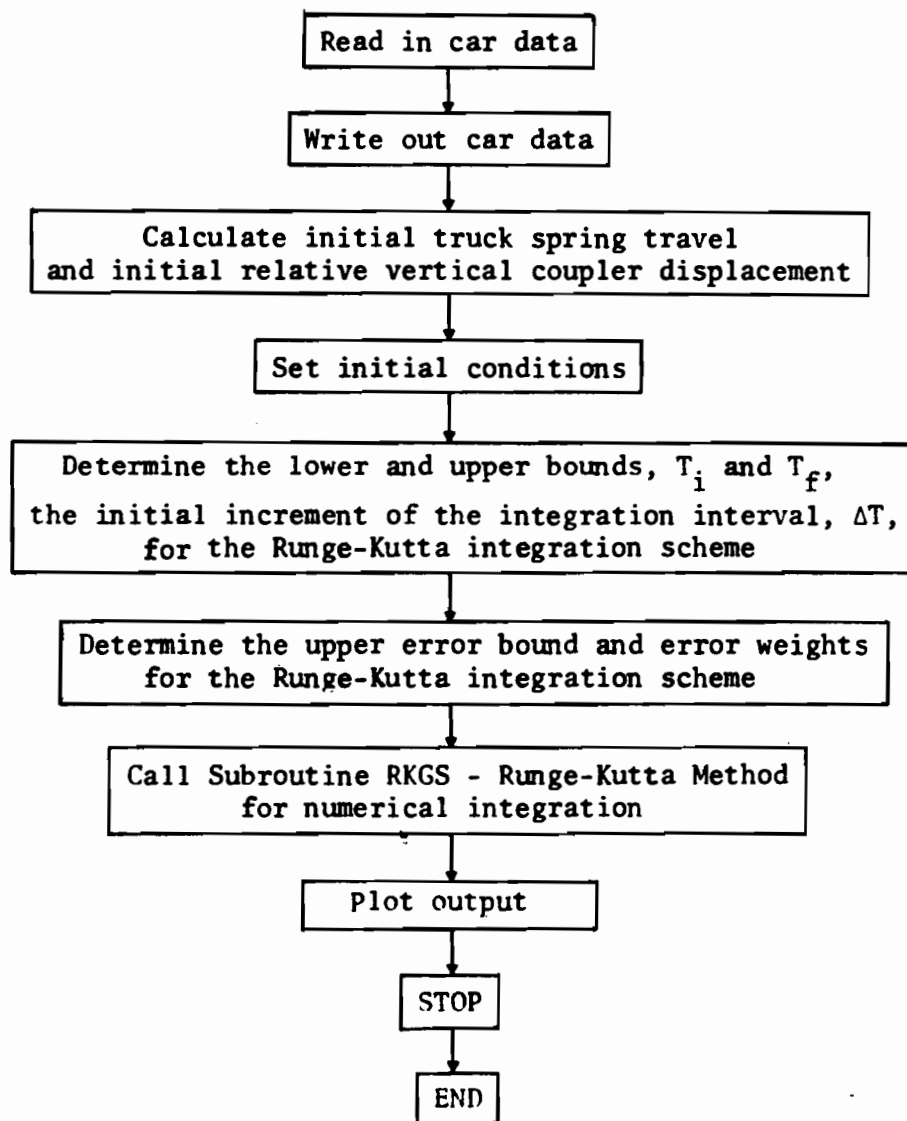 Read in car data
Write out car data
Calculate initial truck spring travel
and initial relative vertical coupler displacement
Set initial conditions
Determine the lower and upper bounds, T_i and T_f,
the initial increment of the integration interval, ΔT,
for the Runge-Kutta integration scheme
Determine the upper error bound and error weights
for the Runge-Kutta integration scheme
Call Subroutine RKGS - Runge-Kutta Method
for numerical integration
Plot output
STOP
END